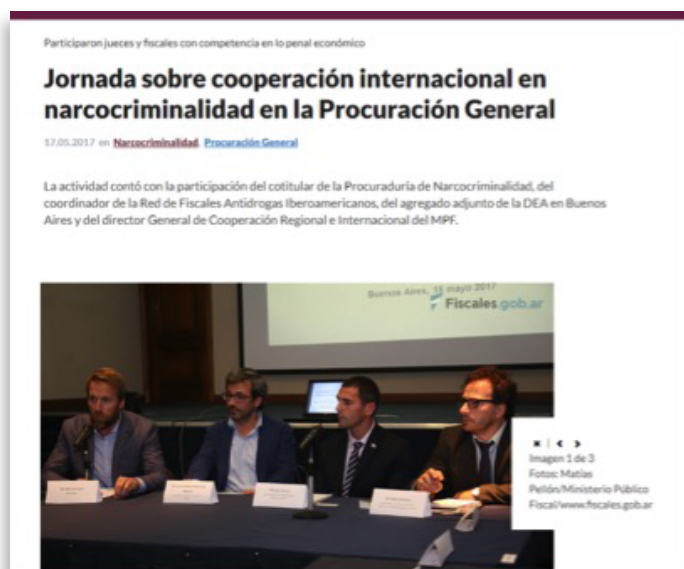 Participaron jueces y fiscales con competencia en lo penal económico
Jornada sobre cooperación internacional en
narcocriminalidad en la Procuración General
17.05.2017 en Narcocriminalidad, Procuración General
La actividad contó con la participación del cotitular de la Procuraduría de Narcocriminalidad, del
coordinador de la Red de Fiscales Antidrogas Iberoamericanos, del agregado adjunto de la DEA en Buenos
Aires y del director General de Cooperación Regional e Internacional del MPF.
Buenos Aires, mayo 2017
Fiscales.gob.ar
Imagen 1 de 3
Fotos: Matías
Pellón/Ministerio Público
Fiscal/www.fiscales.gob.ar